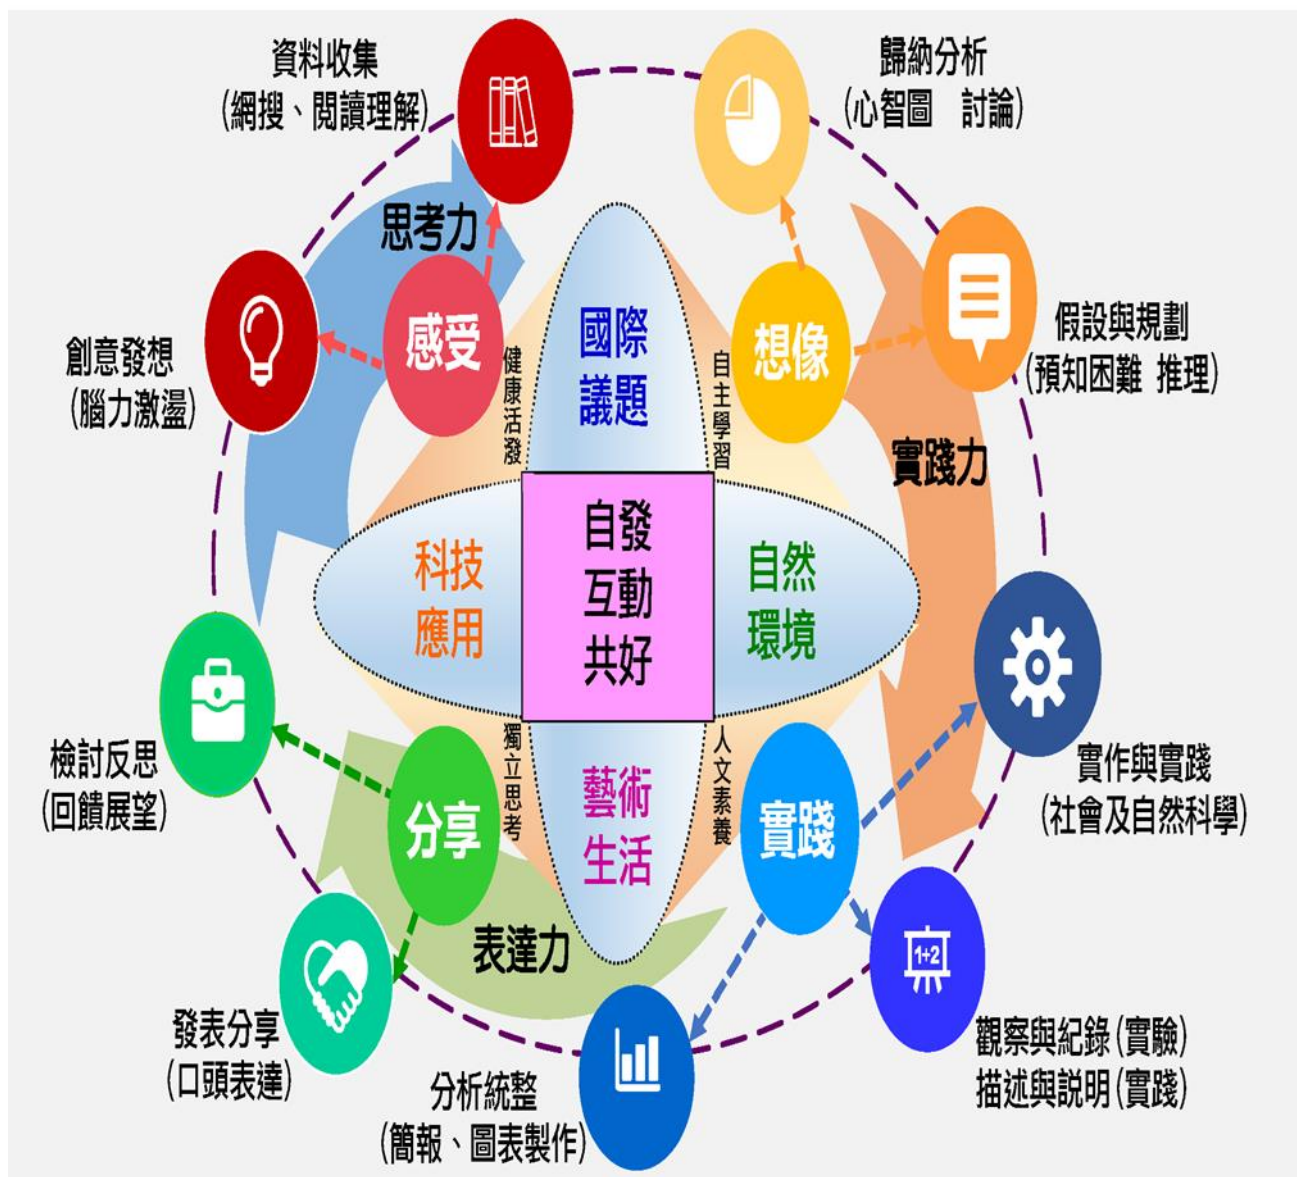 資料收集
(網搜、閱讀理解)
歸納分析
(心智圖　討論)
思考力
感受
想像
國際
議題
健康活潑
自主學習
創意發想
(腦力激盪)
假設與規劃
(預知困難 推理)
實踐力
科技
應用
自發
互動
共好
自然
環境
檢討反思
(回饋展望)
分享
獨立思考
藝術
生活
人文素養
實踐
實作與實踐
(社會及自然科學)
表達力
1+2
發表分享
(口頭表達)
分析統整
(簡報、圖表製作)
觀察與紀錄(實驗)
描述與説明(實踐)